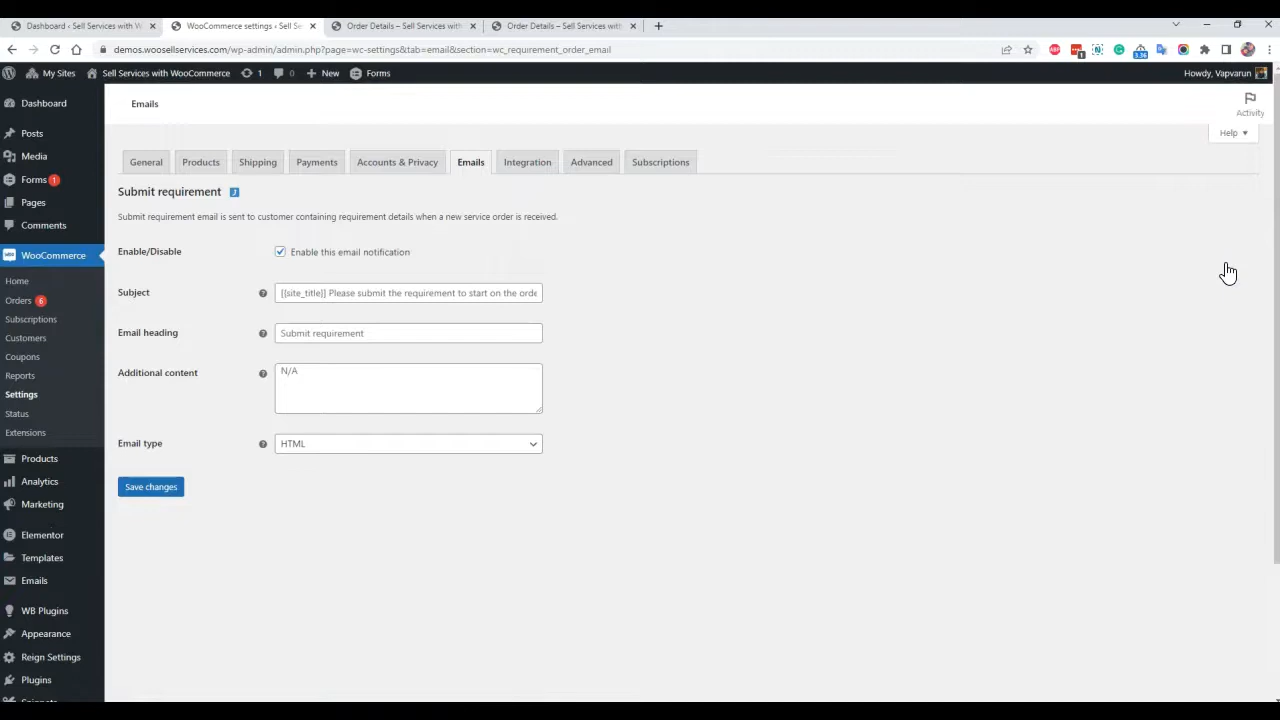 Dashboard ‹ Sell Services with W
WooCommerce settings ‹ Sell Ser
Order Details – Sell Services with
Order Details – Sell Services with
demos.woosellservices.com/wp-admin/admin.php?page=wc-settings&tab=email&section=wc_requirement_order_email
ABP
1
3.36
My Sites
Sell Services with WooCommerce
1
0
New
Forms
Howdy, Vapvarun
Dashboard
Posts
Media
Forms 1
Pages
Comments
WooCommerce
Home
Orders 6
Subscriptions
Customers
Coupons
Reports
Settings
Status
Extensions
Products
Analytics
Marketing
Elementor
Templates
Emails
WB Plugins
Appearance
Reign Settings
Plugins
Emails
Activity
Help ▼
General
Products
Shipping
Payments
Accounts & Privacy
Emails
Integration
Advanced
Subscriptions
Submit requirement
Submit requirement email is sent to customer containing requirement details when a new service order is received.
Enable/Disable
Enable this email notification
Subject
[{site_title}] Please submit the requirement to start on the orde
Email heading
Submit requirement
Additional content
N/A
Email type
HTML
Save changes